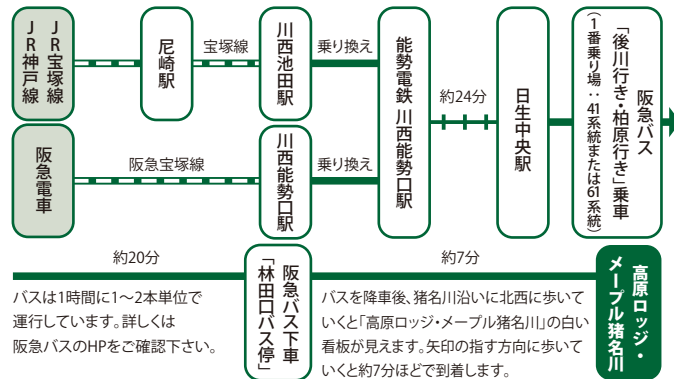 JR宝塚線
JR神戸線
尼崎駅
宝塚線
川西池田駅
乗り換え
能勢電鉄 川西能勢口駅
約24分
日生中央駅
阪急バス
「後川行き・柏原行き」乗車
(1番乗り場：41系統または61系統)
阪急電車
阪急宝塚線
川西能勢口駅
乗り換え
約20分
阪急バス下車
「林田口バス停」
約7分
高原ロッジ・
メープル猪名川
バスは1時間に1〜2本単位で
運行しています。詳しくは
阪急バスのHPをご確認下さい。
バスを降車後、猪名川沿いに北西に歩いて
いくと「高原ロッジ・メープル猪名川」の白い
看板が見えます。矢印の指す方向に歩いて
いくと約7分ほどで到着します。